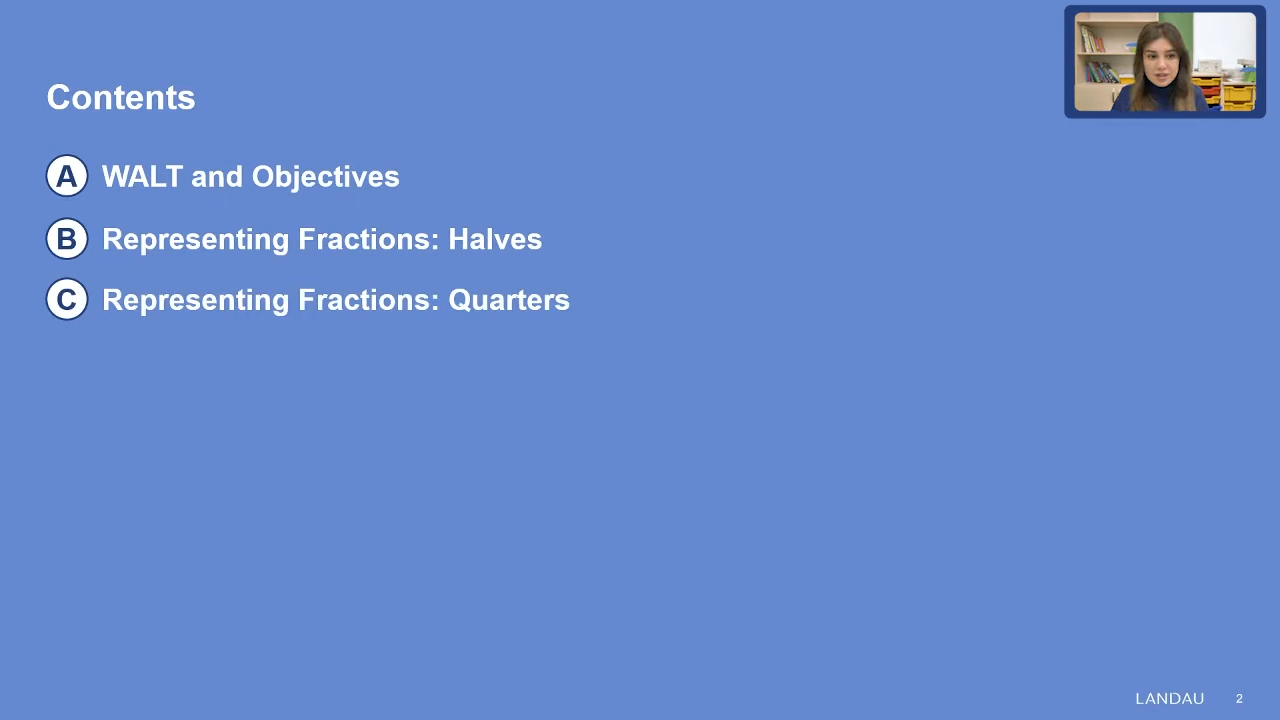 Contents
A WALT and Objectives
B Representing Fractions: Halves
C Representing Fractions: Quarters
LANDAU 2